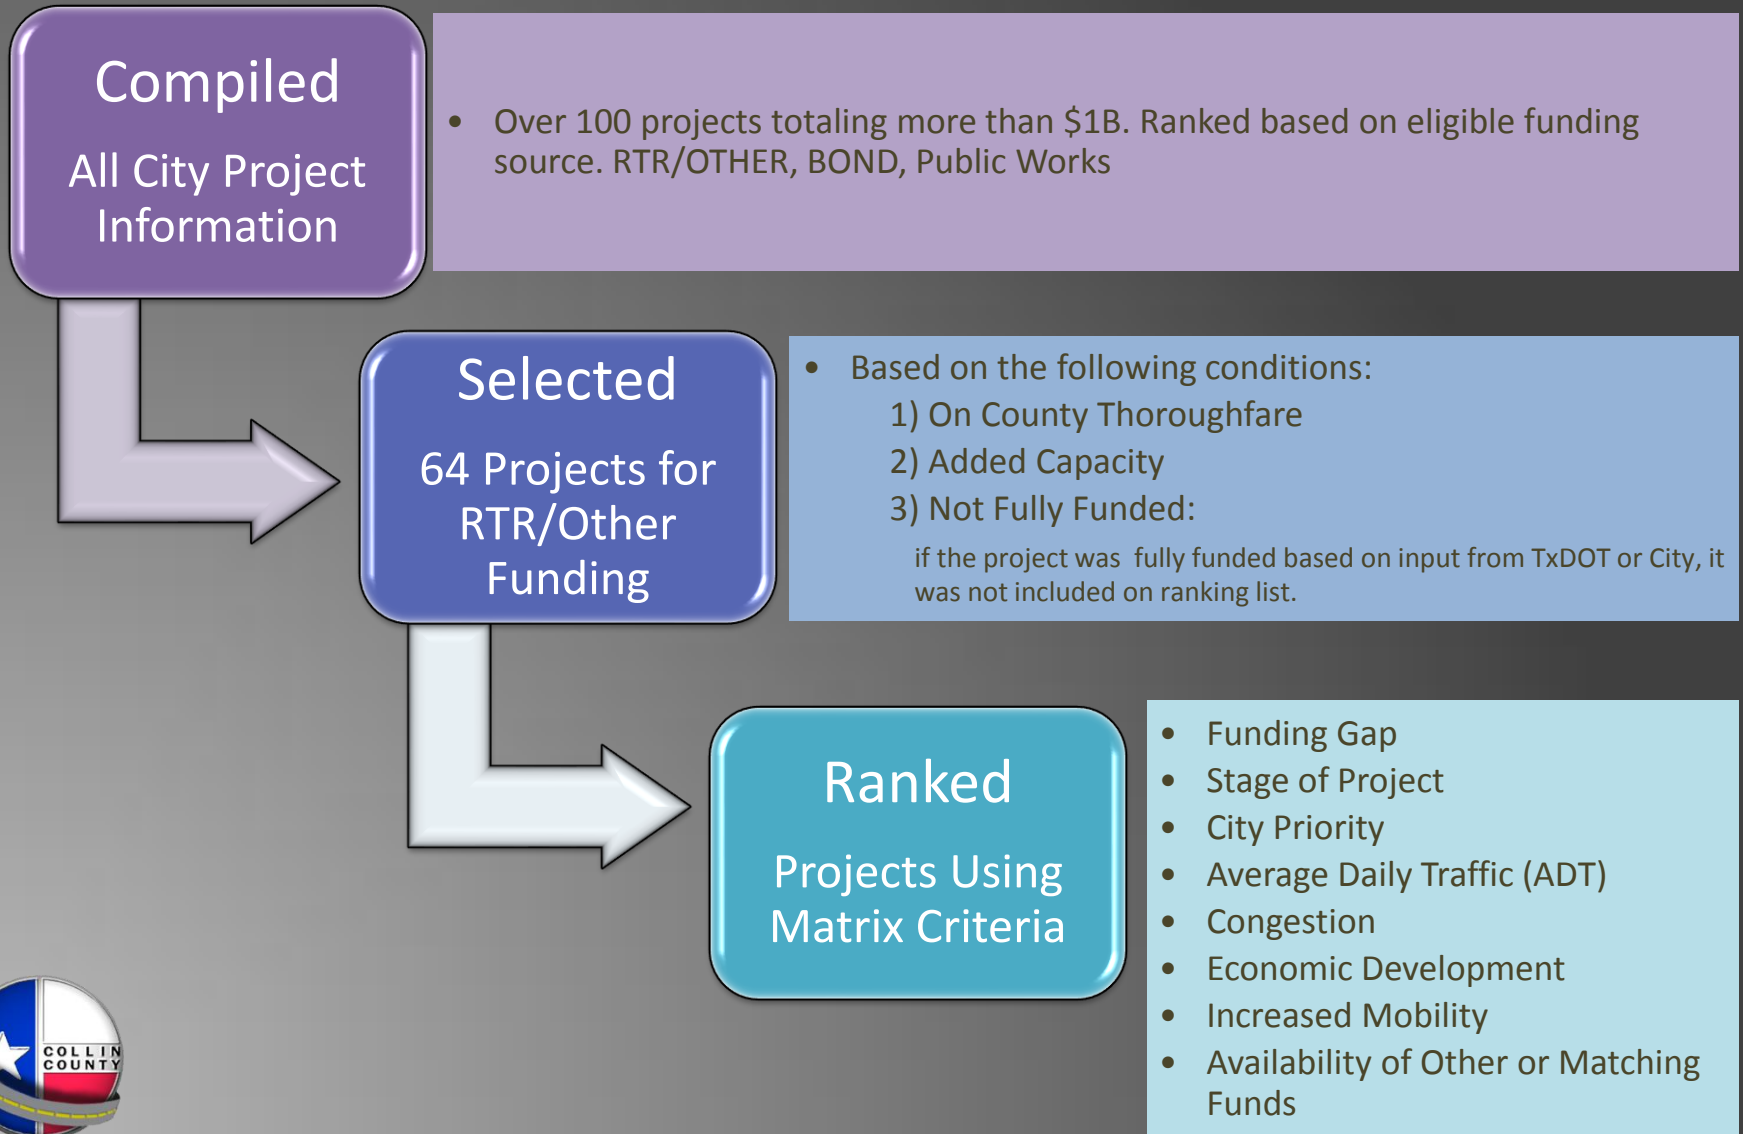 Compiled
All City Project
Information
• Over 100 projects totaling more than $1B. Ranked based on eligible funding
source. RTR/OTHER, BOND, Public Works
Selected
64 Projects for
RTR/Other
Funding
• Based on the following conditions:
1) On County Thoroughfare
2) Added Capacity
3) Not Fully Funded:
if the project was  fully funded based on input from TxDOT or City, it
was not included on ranking list.
Ranked
Projects Using
Matrix Criteria
• Funding Gap
• Stage of Project
• City Priority
• Average Daily Traffic (ADT)
• Congestion
• Economic Development
• Increased Mobility
• Availability of Other or Matching
Funds
COLLIN
COUNTY